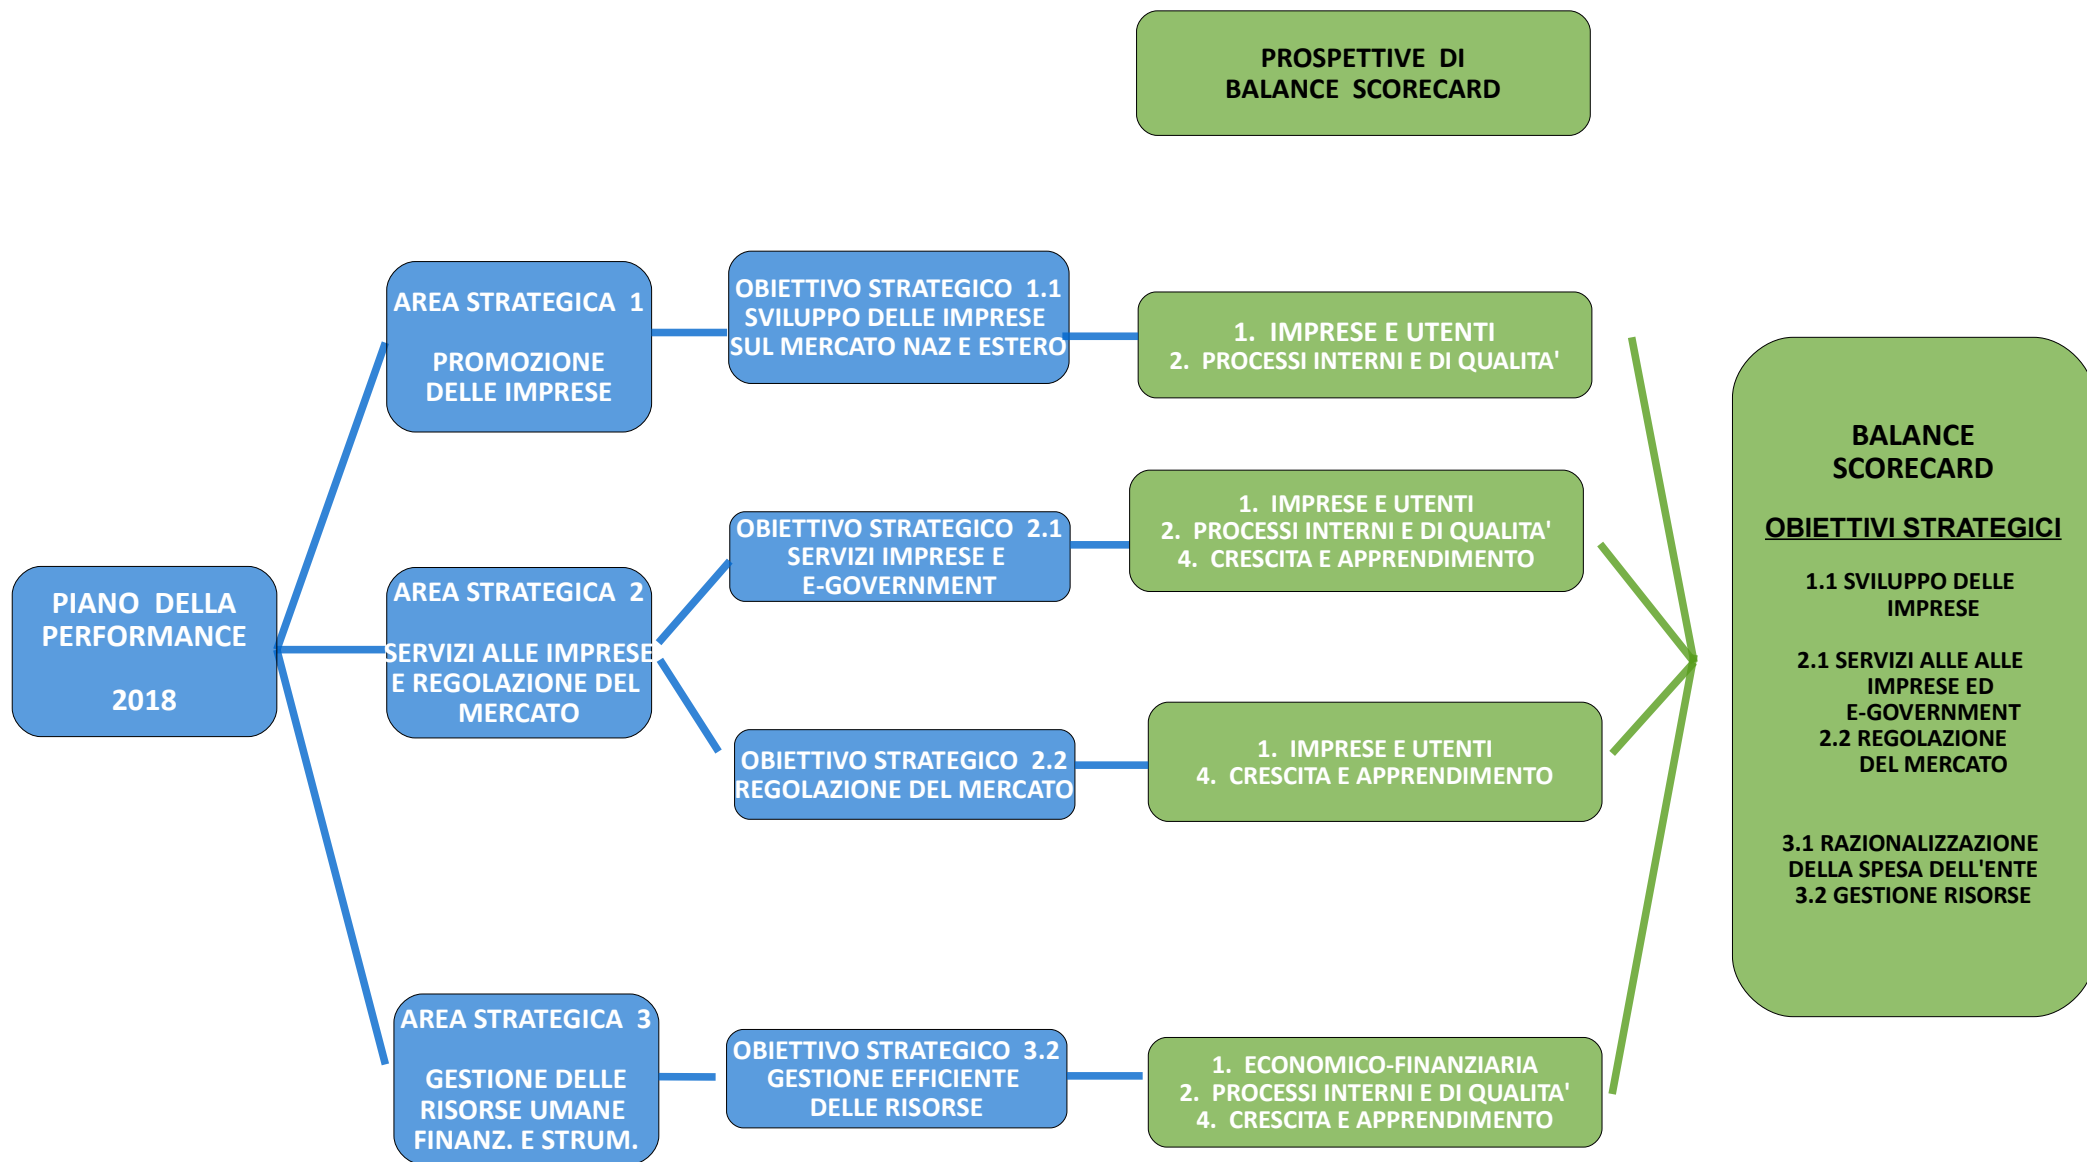 PROSPETTIVE DI
BALANCE SCORECARD
PIANO DELLA
PERFORMANCE
2018
AREA STRATEGICA 1
PROMOZIONE
DELLE IMPRESE
OBIETTIVO STRATEGICO 1.1
SVILUPPO DELLE IMPRESE
SUL MERCATO NAZ E ESTERO
1. IMPRESE E UTENTI
2. PROCESSI INTERNI E DI QUALITA'
AREA STRATEGICA 2
SERVIZI ALLE IMPRESE
E REGOLAZIONE DEL
MERCATO
OBIETTIVO STRATEGICO 2.1
SERVIZI IMPRESE E
E-GOVERNMENT
1. IMPRESE E UTENTI
2. PROCESSI INTERNI E DI QUALITA'
4. CRESCITA E APPRENDIMENTO
OBIETTIVO STRATEGICO 2.2
REGOLAZIONE DEL MERCATO
1. IMPRESE E UTENTI
4. CRESCITA E APPRENDIMENTO
AREA STRATEGICA 3
GESTIONE DELLE
RISORSE UMANE
FINANZ. E STRUM.
OBIETTIVO STRATEGICO 3.2
GESTIONE EFFICIENTE
DELLE RISORSE
1. ECONOMICO-FINANZIARIA
2. PROCESSI INTERNI E DI QUALITA'
4. CRESCITA E APPRENDIMENTO
BALANCE
SCORECARD
OBIETTIVI STRATEGICI
1.1 SVILUPPO DELLE
IMPRESE
2.1 SERVIZI ALLE ALLE
IMPRESE ED
E-GOVERNMENT
2.2 REGOLAZIONE
DEL MERCATO
3.1 RAZIONALIZZAZIONE
DELLA SPESA DELL'ENTE
3.2 GESTIONE RISORSE